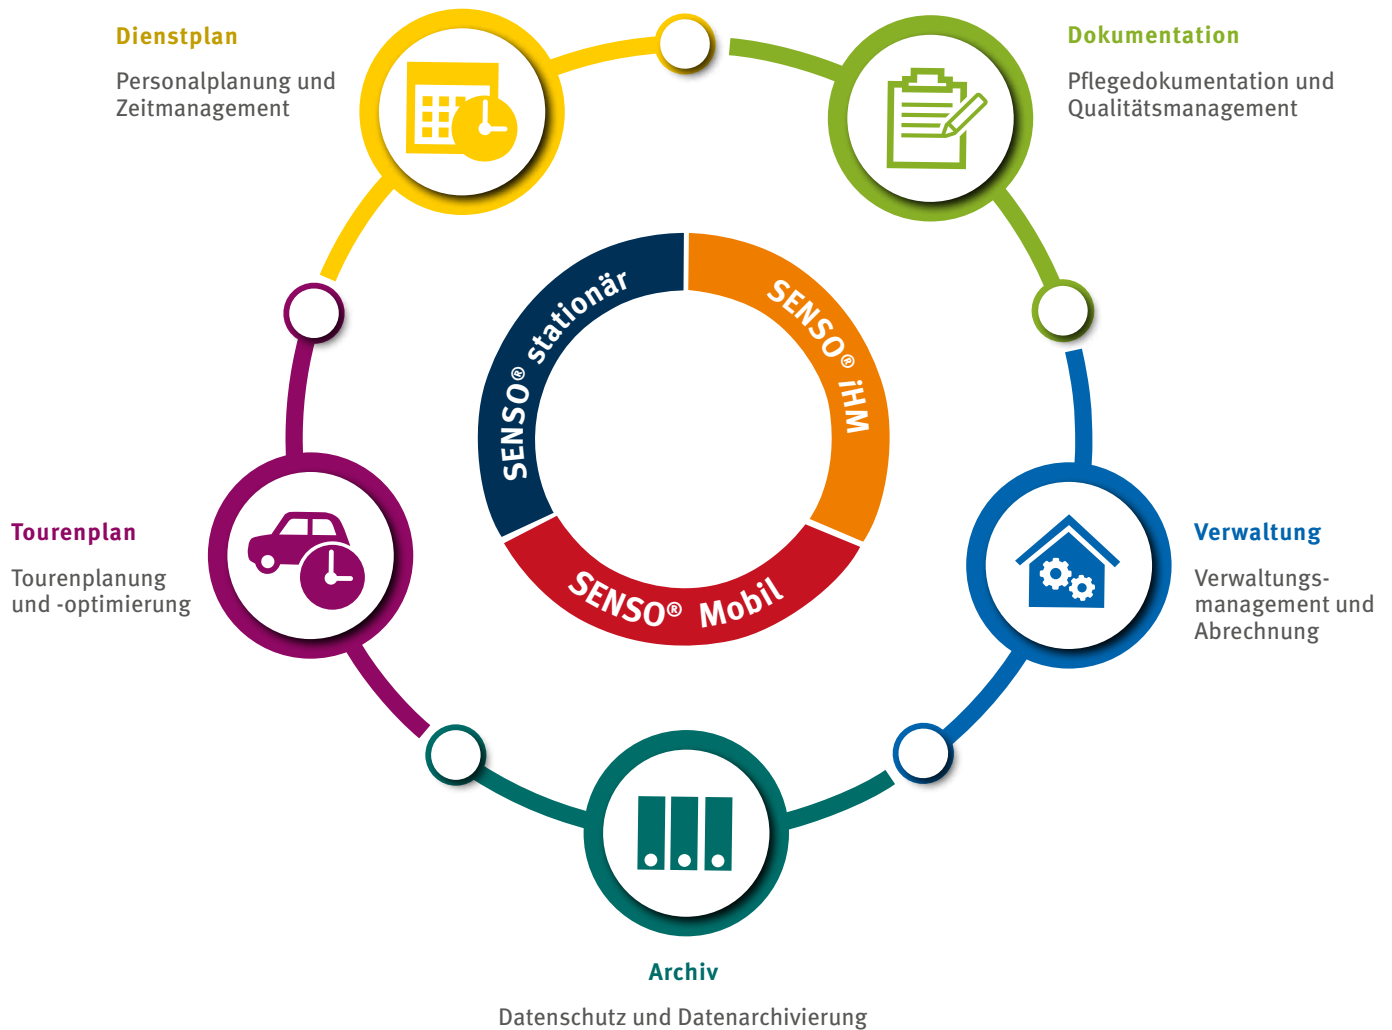 Dienstplan
Personalplanung und
Zeitmanagement
Dokumentation
Pflegedokumentation und
Qualitätsmanagement
SENSO® stationär
SENSO® iHM
SENSO® Mobil
Tourenplan
Tourenplanung
und -optimierung
Verwaltung
Verwaltungs-
management und
Abrechnung
Archiv
Datenschutz und Datenarchivierung